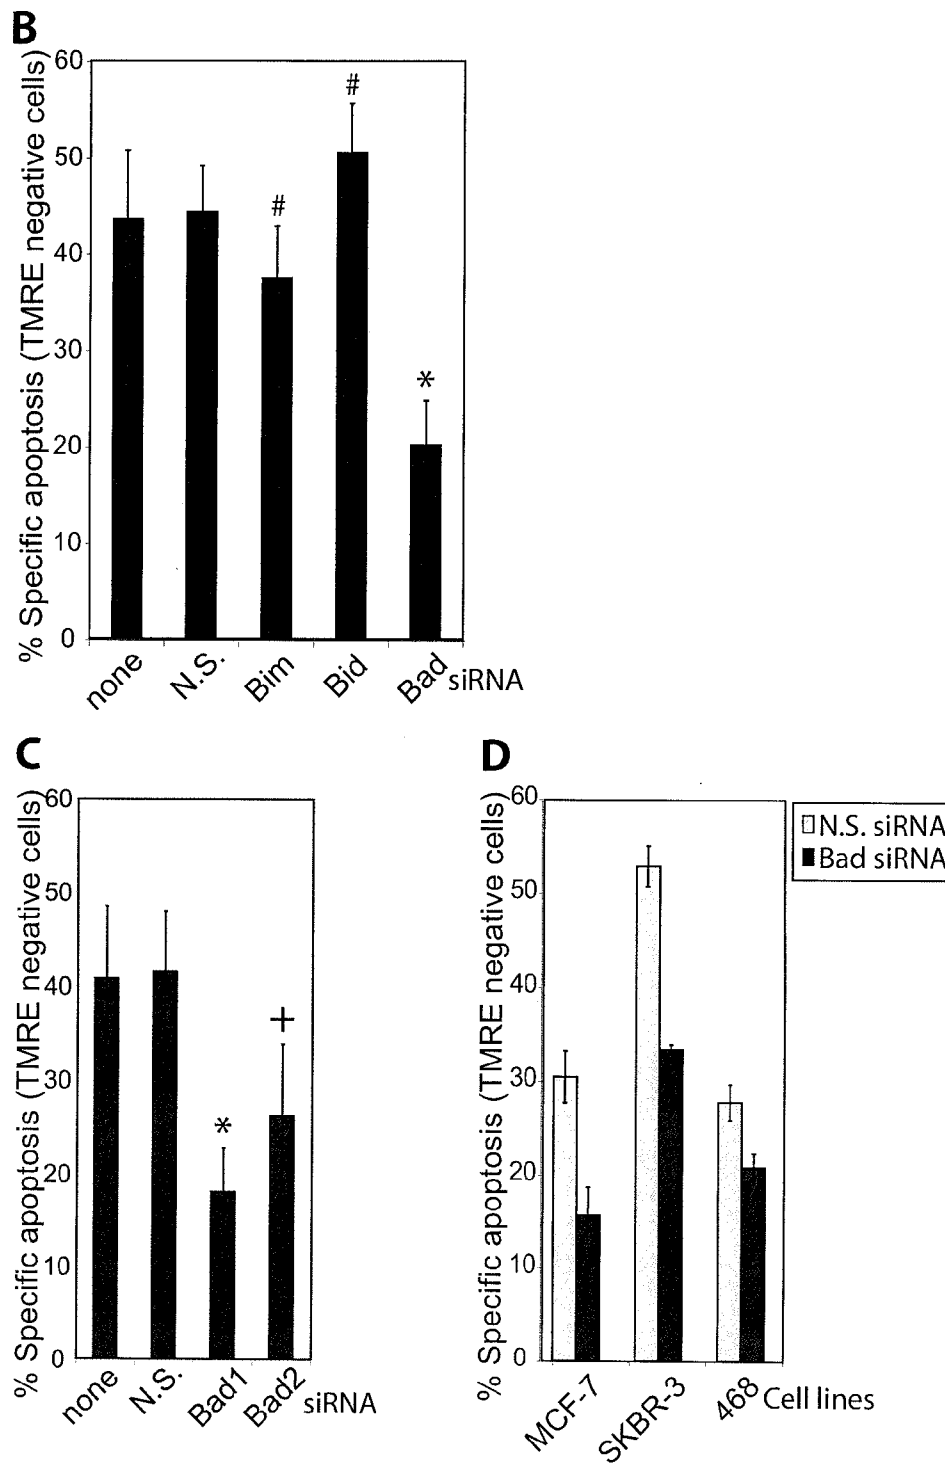 B
% Specific apoptosis (TMRE negative cells)
60
50
40
30
20
10
0
#
#
*
none N.S. Bim Bid Bad siRNA
C
% Specific apoptosis (TMRE negative cells)
60
50
40
30
20
10
0
*
+
none N.S. Bad1 Bad2 siRNA
D
% Specific apoptosis (TMRE negative cells)
60
50
40
30
20
10
0
N.S. siRNA
Bad siRNA
MCF-7 SKBR-3 468 Cell lines